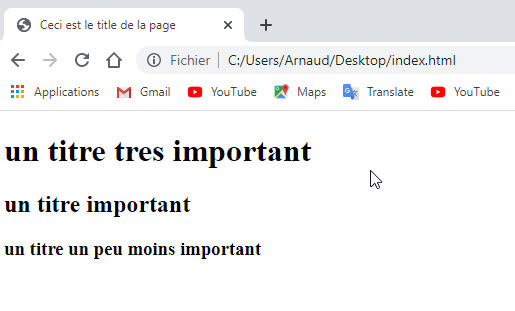 Ceci est le title de la page
Fichier C:/Users/Arnaud/Desktop/index.html
Applications Gmail YouTube Maps Translate YouTube
un titre tres important
un titre important
un titre un peu moins important